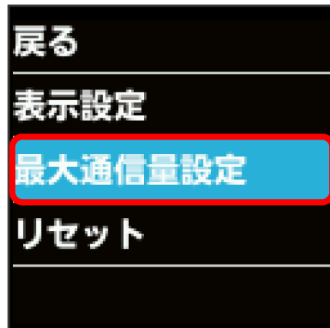 戻る
表示設定
最大通信量設定
リセット